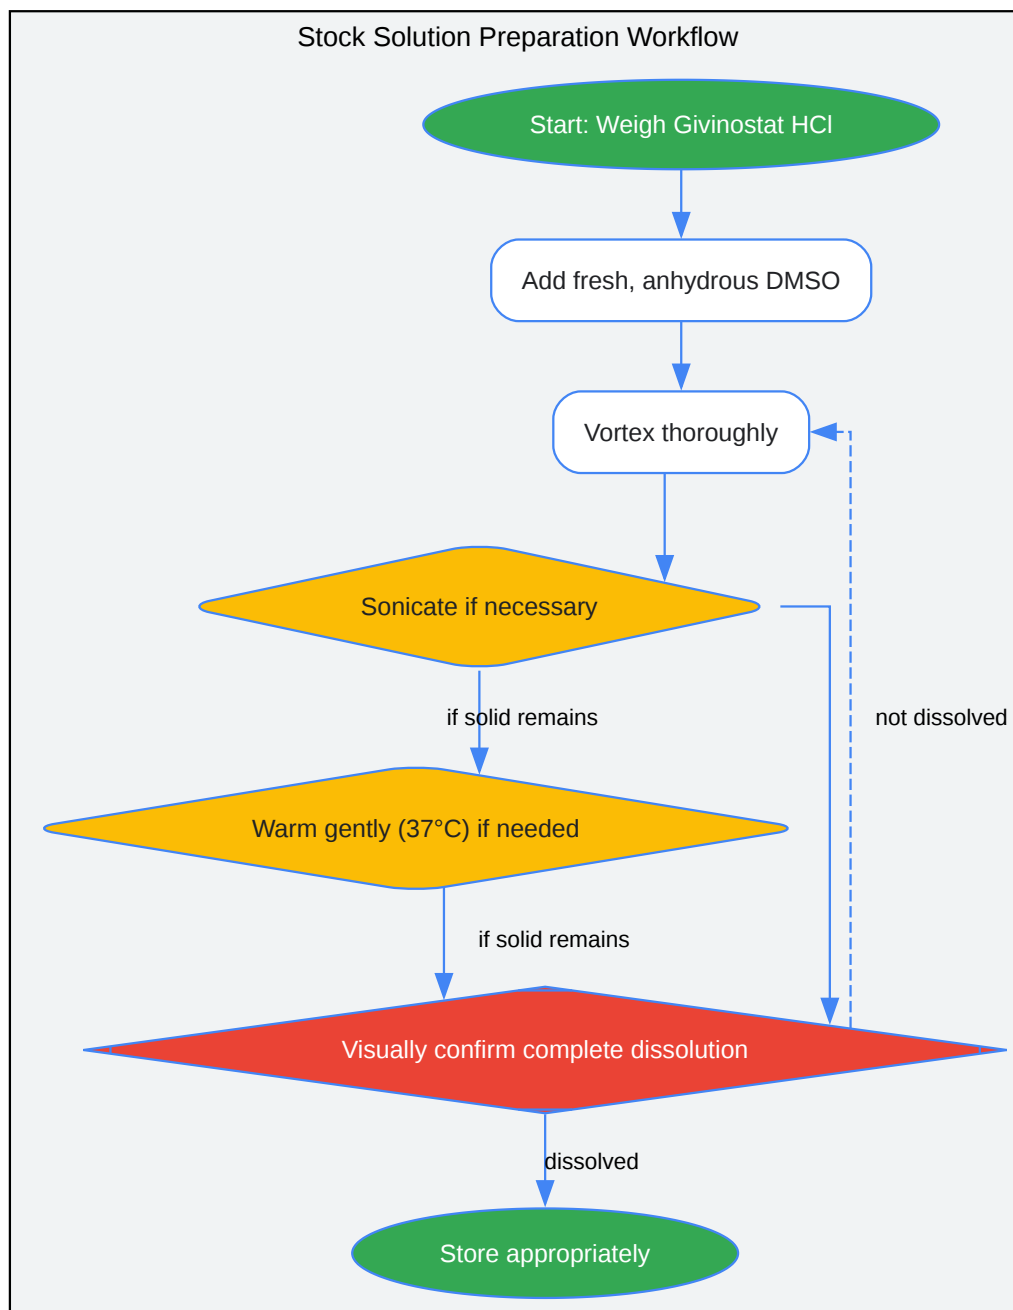 Stock Solution Preparation Workflow
Start: Weigh Givinostat HCl
Add fresh, anhydrous DMSO
Vortex thoroughly
Sonicate if necessary
if solid remains
not dissolved
Warm gently (37°C) if needed
if solid remains
Visually confirm complete dissolution
dissolved
Store appropriately